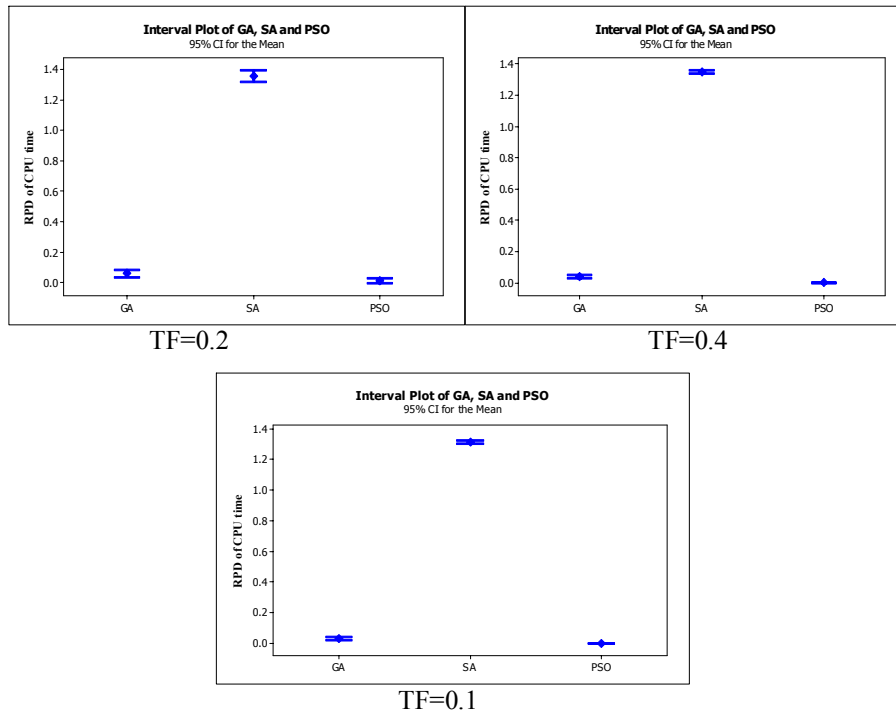 Interval Plot of GA, SA and PSO
95% CI for the Mean
RPD of CPU time
1.4
1.2
1.0
0.8
0.6
0.4
0.2
0.0
GA SA PSO
TF=0.2
Interval Plot of GA, SA and PSO
95% CI for the Mean
RPD of CPU time
1.4
1.2
1.0
0.8
0.6
0.4
0.2
0.0
GA SA PSO
TF=0.4
Interval Plot of GA, SA and PSO
95% CI for the Mean
RPD of CPU time
1.4
1.2
1.0
0.8
0.6
0.4
0.2
0.0
GA SA PSO
TF=0.1